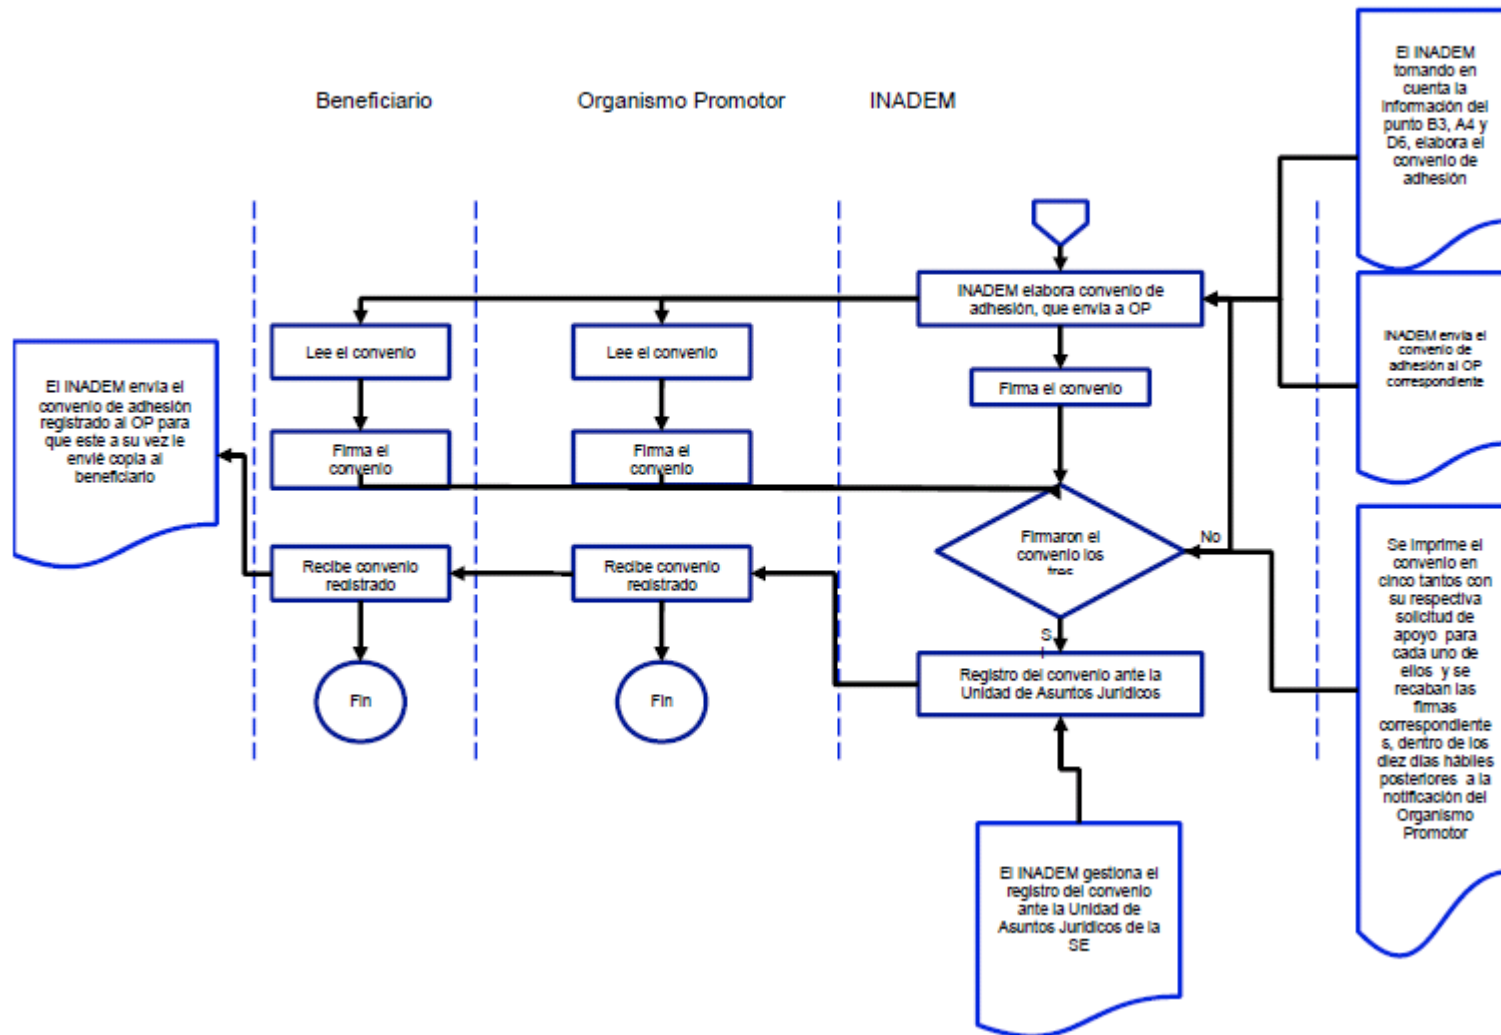 Beneficiario
Organismo Promotor
INADEM
El INADEM
tomando en
cuenta la
información del
punto B3, A4 y
D6, elabora el
convenio de
adhesión
INADEM elabora convenio de
adhesión, que envía a OP
Lee el convenio
Lee el convenio
Firma el convenio
INADEM envía el
convenio de
adhesión al OP
correspondiente
El INADEM envía el
convenio de adhesión
registrado al OP para
que este a su vez le
envié copia al
beneficiario
Firma el
convenio
Firma el
convenio
Firmaron el
convenio los
tres
No
S
Recibe convenio
registrado
Recibe convenio
registrado
Se imprime el
convenio en
cinco tantos con
su respectiva
solicitud de
apoyo para
cada uno de
ellos y se
recaban las
firmas
correspondiente
s, dentro de los
diez días hábiles
posteriores a la
notificación del
Organismo
Promotor
Registro del convenio ante la
Unidad de Asuntos Jurídicos
Fin
Fin
El INADEM gestiona el
registro del convenio
ante la Unidad de
Asuntos Jurídicos de la
SE